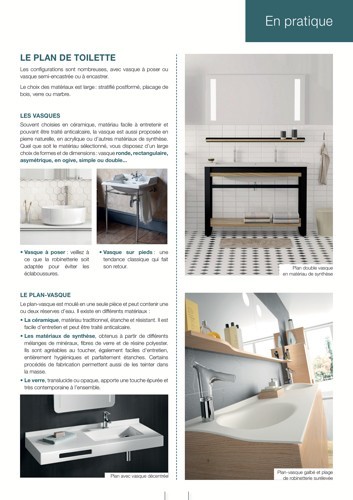 En pratique
LE PLAN DE TOILETTE
Les configurations sont nombreuses, avec vasque à poser ou
vasque semi-encastrée ou à encastrer.
Le choix des matériaux est large : stratifié postformé, placage de
bois, verre ou marbre.
LES VASQUES
Souvent choisies en céramique, matériau facile à entretenir et
pouvant être traité anticalcaire, la vasque est aussi proposée en
pierre naturelle, en acrylique ou d'autres matériaux de synthèse.
Quel que soit le matériau sélectionné, vous disposez d'un large
choix de formes et de dimensions : vasque ronde, rectangulaire,
asymétrique, en ogive, simple ou double...
• Vasque à poser : veillez à
ce que la robinetterie soit
adaptée pour éviter les
éclaboussures.
• Vasque sur pieds : une
tendance classique qui fait
son retour.
Plan double vasque
en matériau de synthèse
LE PLAN-VASQUE
Le plan-vasque est moulé en une seule pièce et peut contenir une
ou deux réserves d'eau. Il existe en différents matériaux :
• La céramique, matériau traditionnel, étanche et résistant. Il est
facile d'entretien et peut être traité anticalcaire.
• Les matériaux de synthèse, obtenus à partir de différents
mélanges de minéraux, fibres de verre et de résine polyester.
Ils sont agréables au toucher, également faciles d'entretien,
entièrement hygiéniques et parfaitement étanches. Certains
procédés de fabrication permettent aussi de les teinter dans
la masse.
• Le verre, translucide ou opaque, apporte une touche épurée et
très contemporaine à l'ensemble.
Plan avec vasque décentrée
Plan-vasque galbé et plage
de robinetterie surélevée